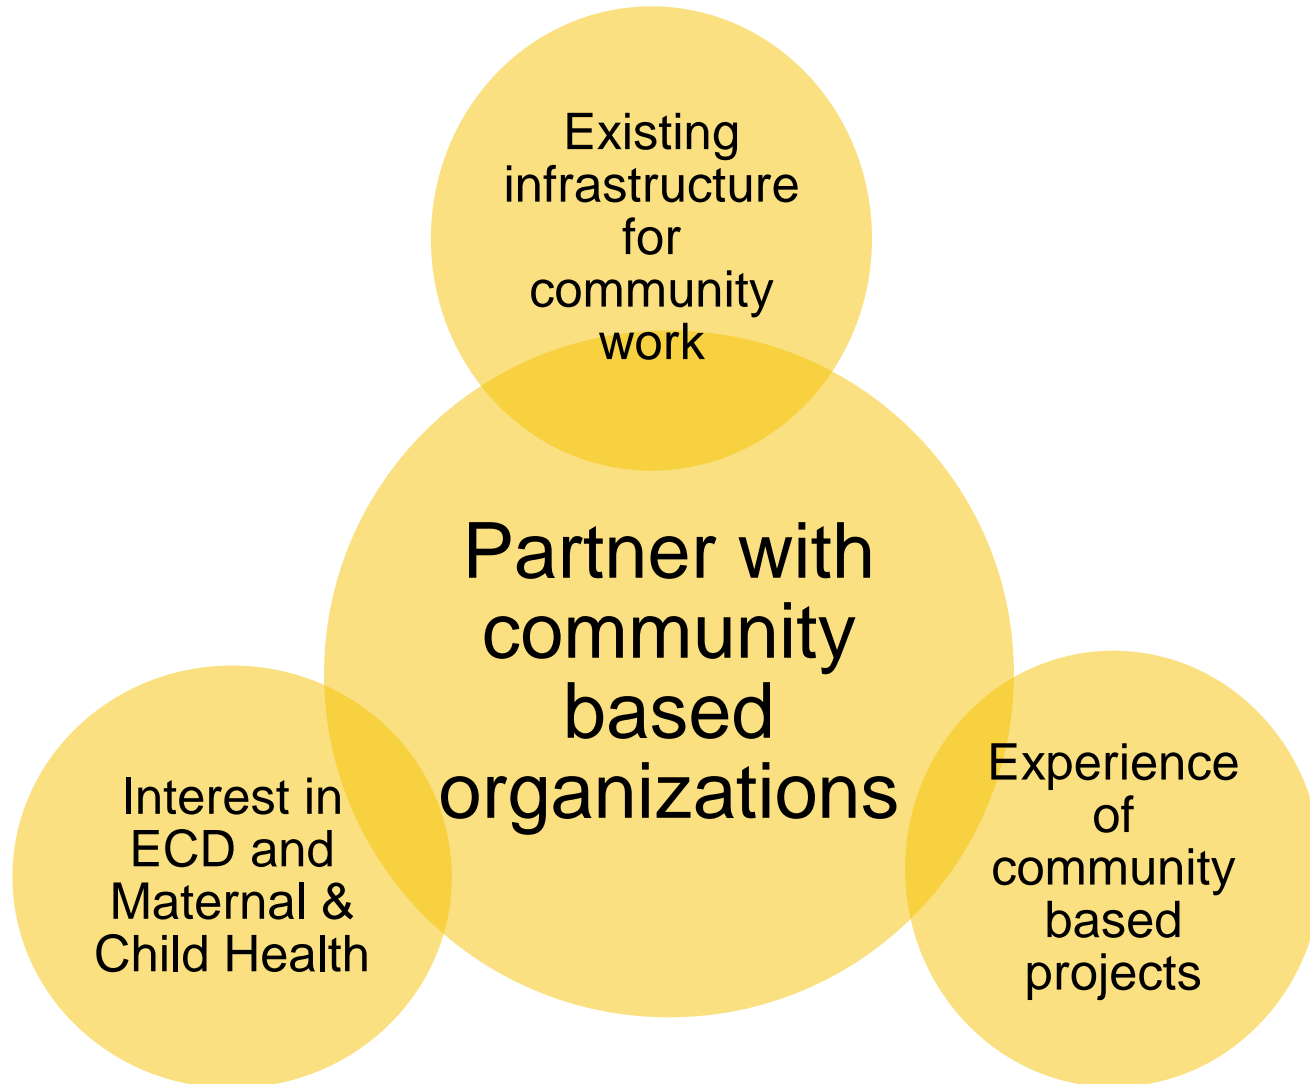 Existing
infrastructure
for
community
work
Partner with
community
based
organizations
Interest in
ECD and
Maternal &
Child Health
Experience
of
community
based
projects